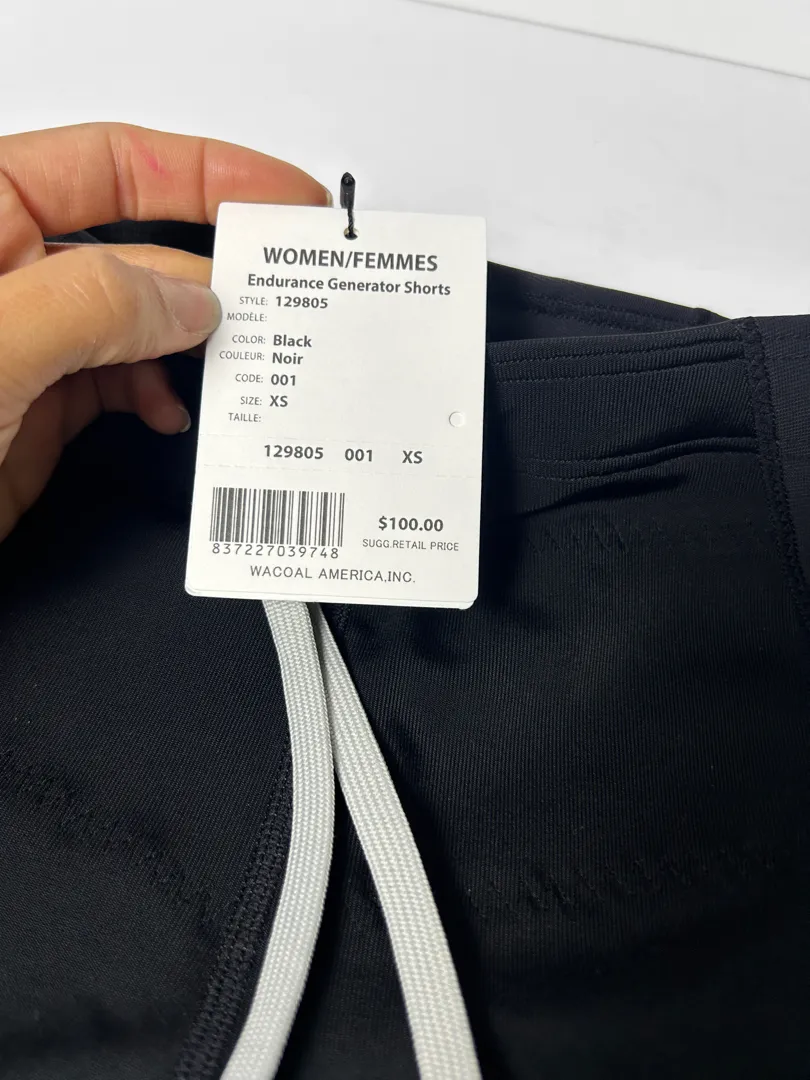 WOMEN/FEMMES
Endurance Generator Shorts
STYLE: 129805
MODÈLE:
COLOR: Black
COULEUR: Noir
CODE: 001
SIZE: XS
TAILLE:
129805 001 XS
837227039748
$100.00
SUGG.RETAIL PRICE
WACOAL AMERICA,INC.